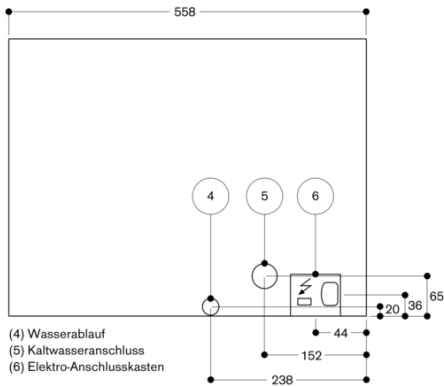 558
4 5 6
65
36
20
(4) Wasserablauf
44
(5) Kaltwasseranschluss
152
(6) Elektro-Anschlusskasten
238